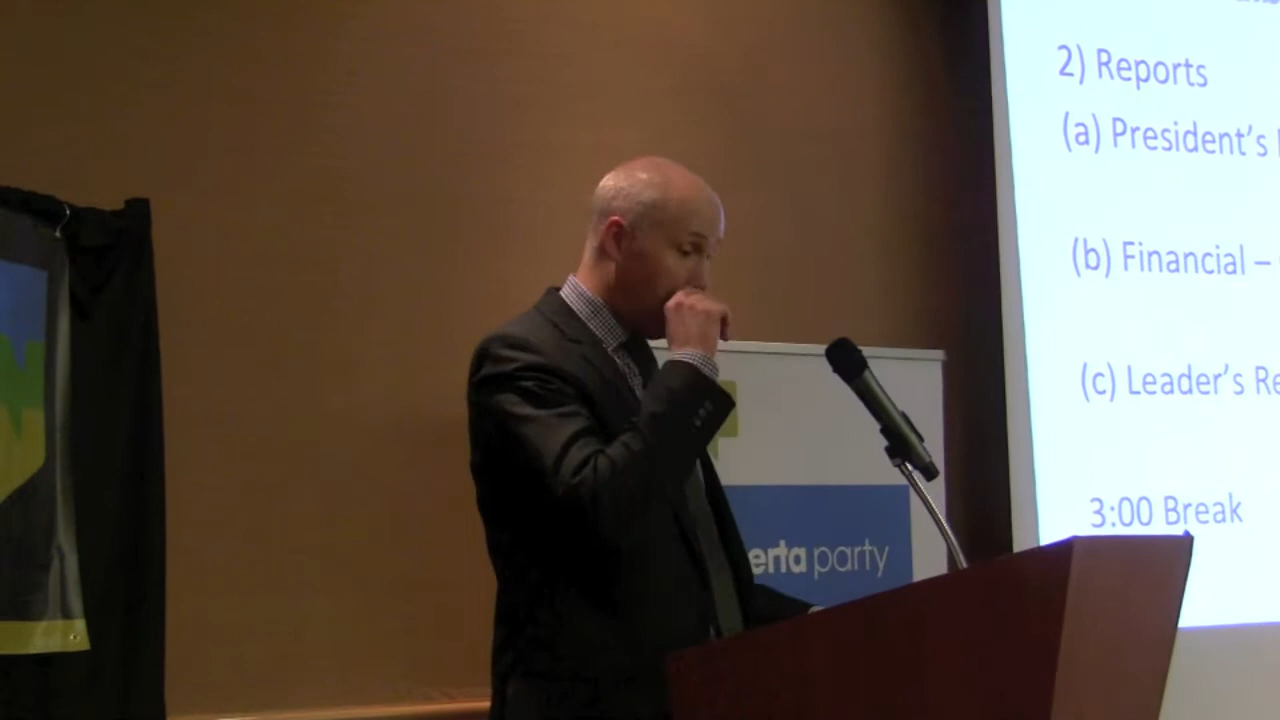 2) Reports
(a) President's
(b) Financial –
(c) Leader's Re
3:00 Break
erta party